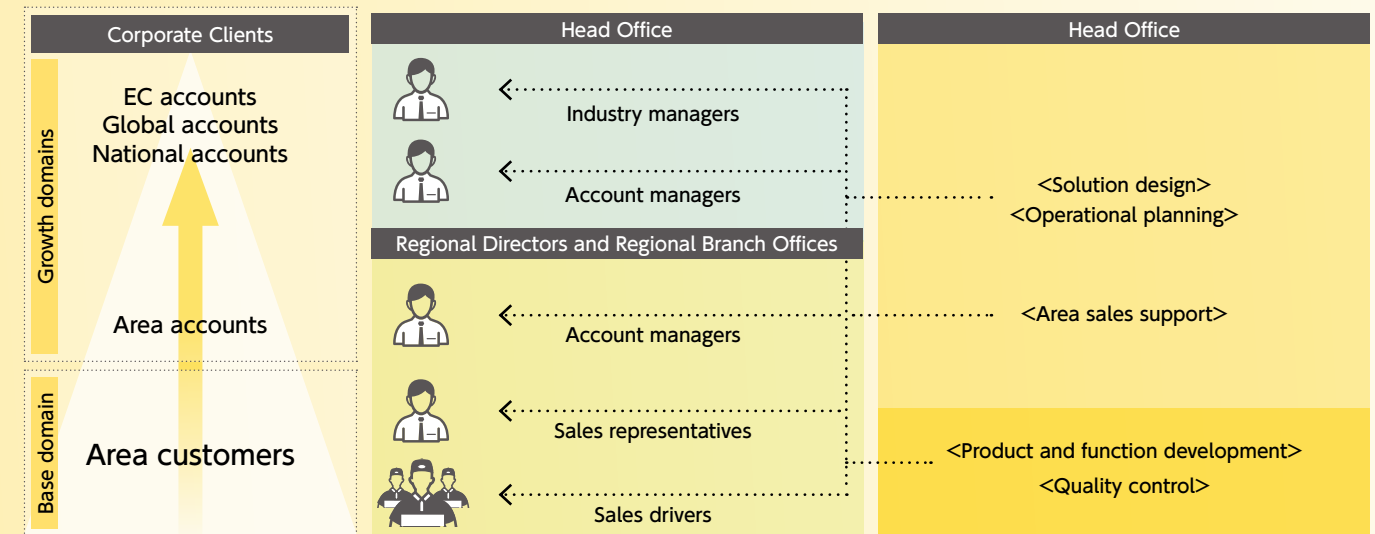 Corporate Clients
Growth domains
EC accounts
Global accounts
National accounts
Area accounts
Base domain
Area customers
Head Office
Industry managers
Account managers
Regional Directors and Regional Branch Offices
Account managers
Sales representatives
Sales drivers
Head Office
<Solution design>
<Operational planning>
<Area sales support>
<Product and function development>
<Quality control>